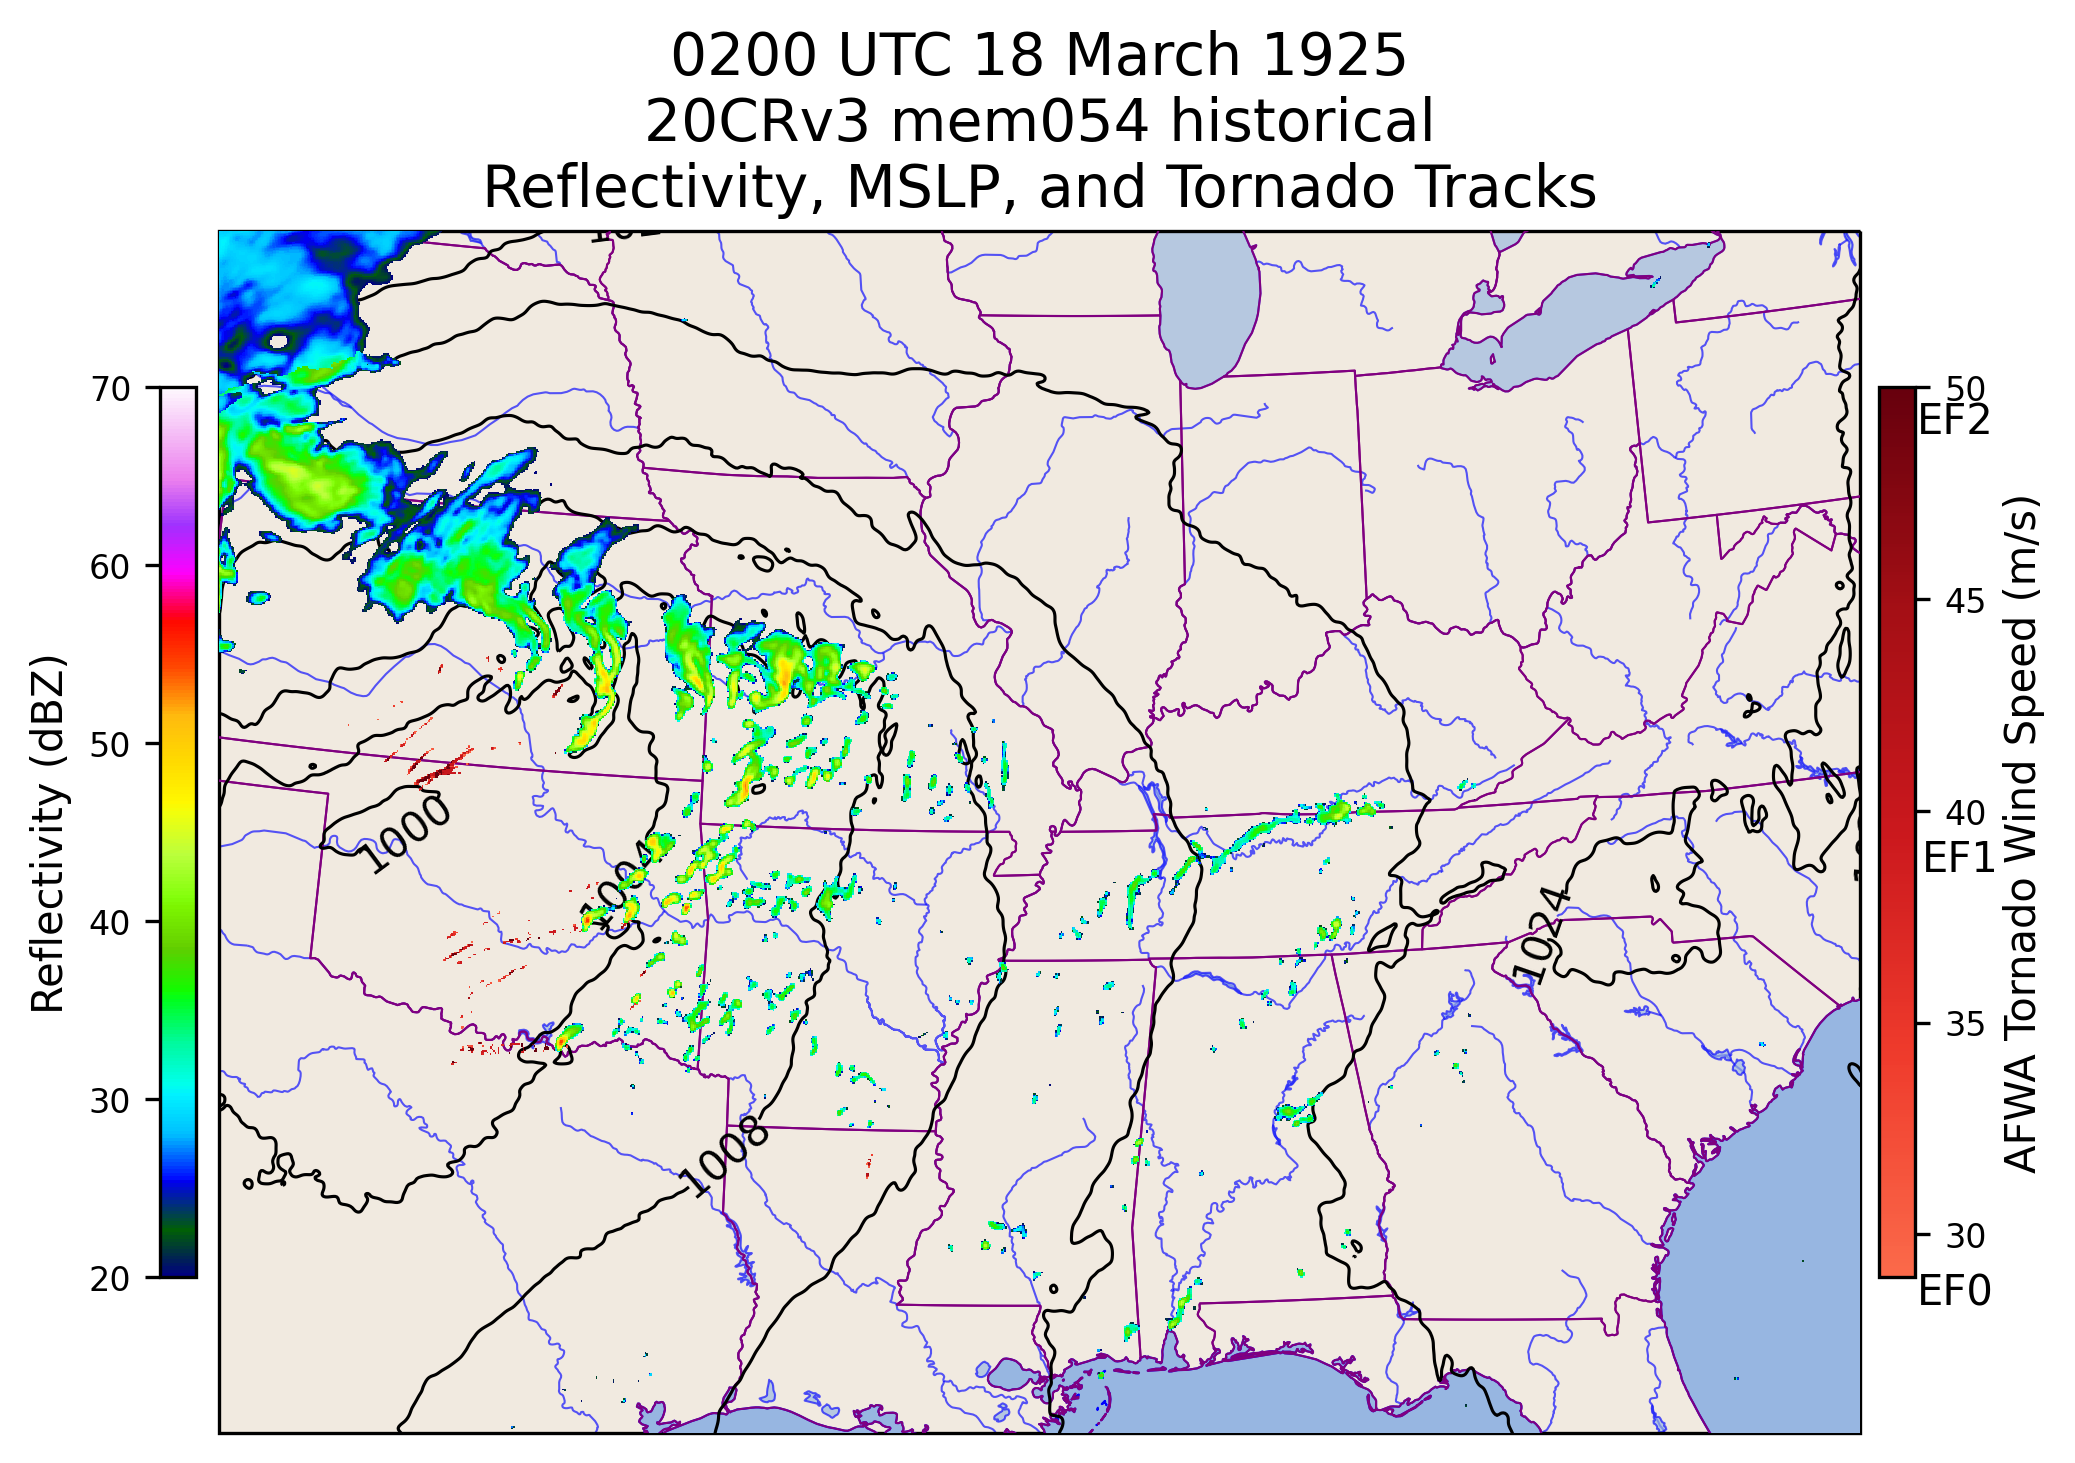 0200 UTC 18 March 1925
20CRv3 mem054 historical
Reflectivity, MSLP, and Tornado Tracks
70
60
50
40
30
20
Reflectivity (dBZ)
1000
1004
1008
1024
50
EF2
45
40
EF1
35
30
EF0
AFWA Tornado Wind Speed (m/s)